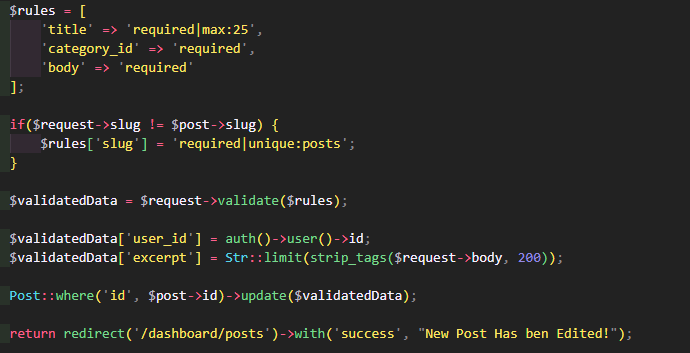 $rules = [
    'title' => 'required|max:25',
    'category_id' => 'required',
    'body' => 'required'
];
if($request->slug != $post->slug) {
    $rules['slug'] = 'required|unique:posts';
}
$validatedData = $request->validate($rules);
$validatedData['user_id'] = auth()->user()->id;
$validatedData['excerpt'] = Str::limit(strip_tags($request->body, 200));
Post::where('id', $post->id)->update($validatedData);
return redirect('/dashboard/posts')->with('success', "New Post Has ben Edited!");